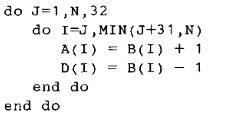 do J=1,N,32
do I=J,MIN(J+31,N)
A(I) = B(I) + 1
D(I) = B(I) - 1
end do
end do